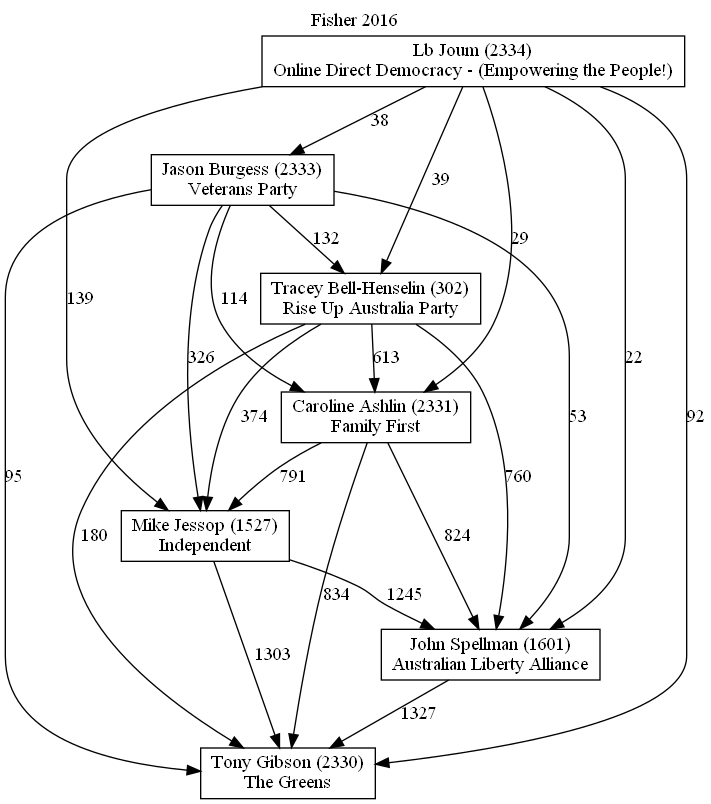 Fisher 2016
Lb Joum (2334)
Online Direct Democracy - (Empowering the People!)
38
Jason Burgess (2333)
Veterans Party
39
132
29
Tracey Bell-Henselin (302)
Rise Up Australia Party
139
114
326
613
22
Caroline Ashlin (2331)
Family First
374
53
92
95
791
760
Mike Jessop (1527)
Independent
180
824
834
1245
John Spellman (1601)
Australian Liberty Alliance
1303
1327
Tony Gibson (2330)
The Greens